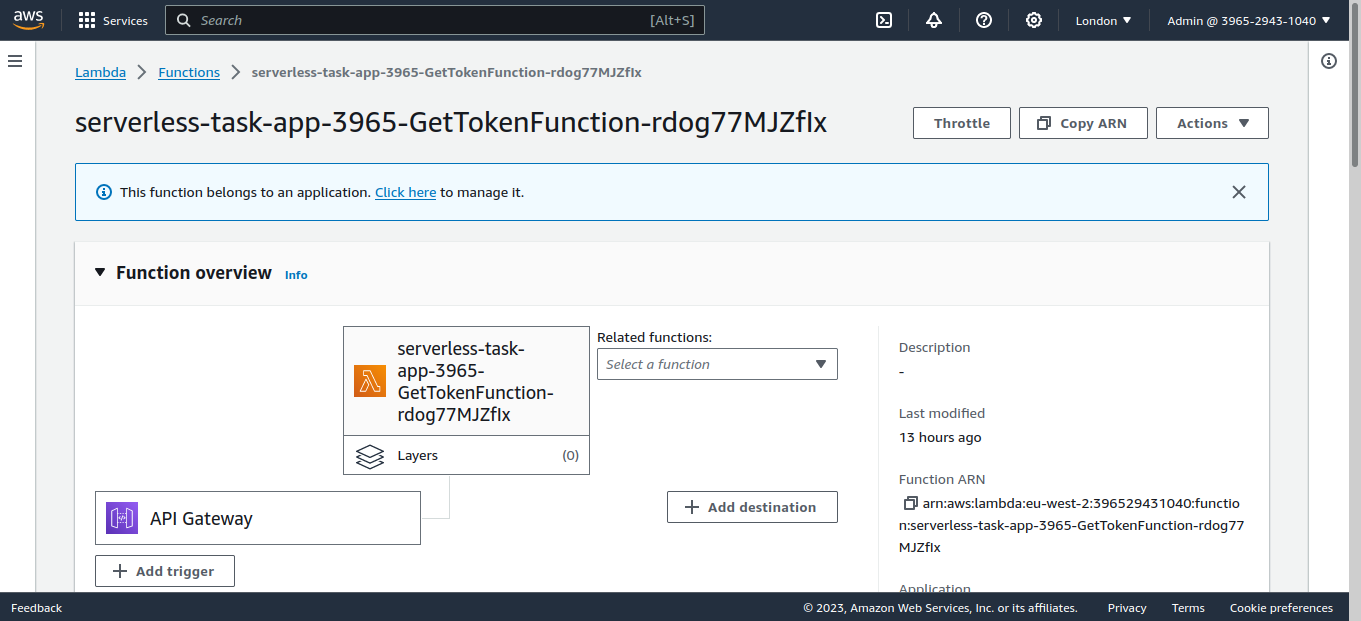 aws
Services
Search
[Alt+S]
London
Admin @ 3965-2943-1040
Lambda
Functions
serverless-task-app-3965-GetTokenFunction-rdog77MJZfIx
serverless-task-app-3965-GetTokenFunction-rdog77MJZfIx
Throttle
Copy ARN
Actions
This function belongs to an application. Click here to manage it.
Function overview
Info
serverless-task-
app-3965-
GetTokenFunction-
rdog77MJZfIx
Layers
(0)
Related functions:
Select a function
API Gateway
Add destination
Add trigger
Description
-
Last modified
13 hours ago
Function ARN
arn:aws:lambda:eu-west-2:396529431040:functio
n:serverless-task-app-3965-GetTokenFunction-rdog77
MJZfIx
Application
Feedback
© 2023, Amazon Web Services, Inc. or its affiliates.
Privacy
Terms
Cookie preferences